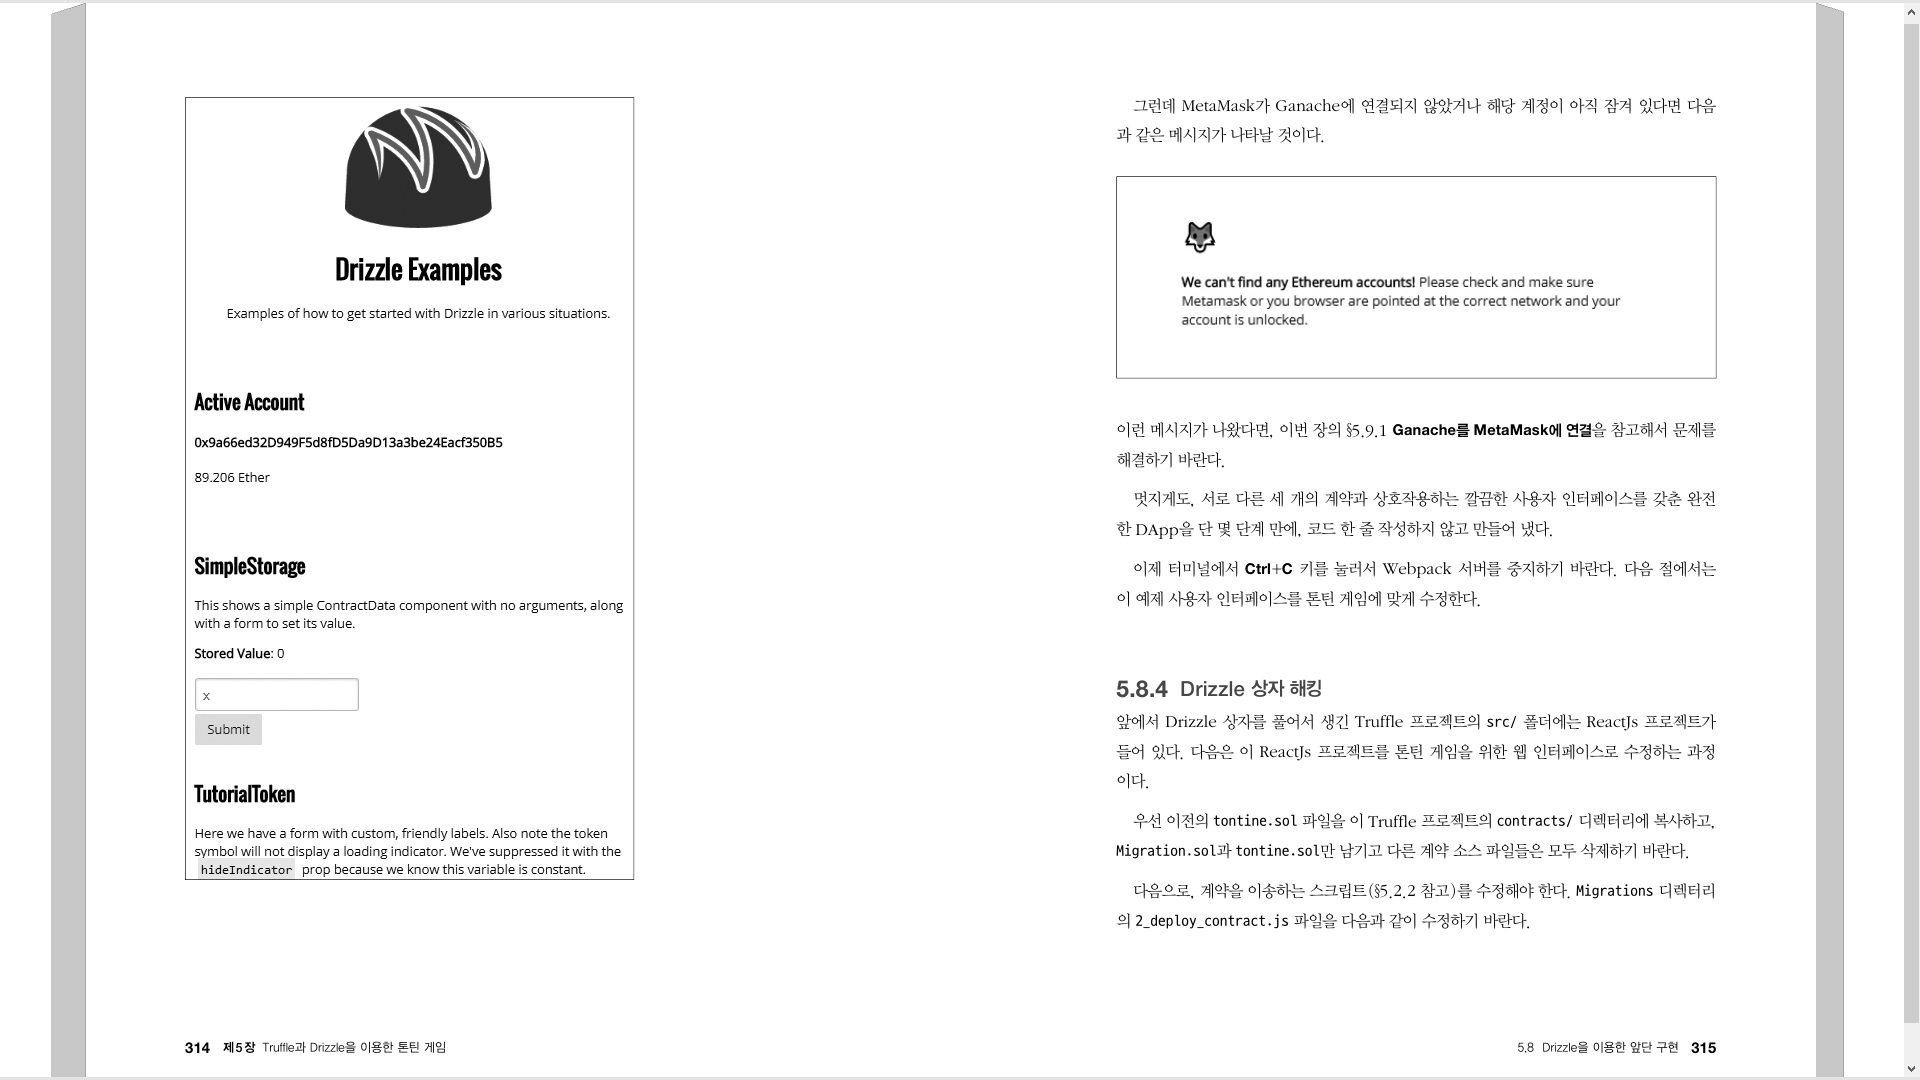 Drizzle Examples
Examples of how to get started with Drizzle in various situations.
Active Account
0x9a66ed32D949F5d8fD5Da9D13a3be24Eacf350B5
89.206 Ether
SimpleStorage
This shows a simple ContractData component with no arguments, along
with a form to set its value.
Stored Value: 0
x
Submit
TutorialToken
Here we have a form with custom, friendly labels. Also note the token
symbol will not display a loading indicator. We've suppressed it with the
hideIndicator prop because we know this variable is constant.
314 제5장 Truffle과 Drizzle을 이용한 톤틴 게임
그런데 MetaMask가 Ganache에 연결되지 않았거나 해당 계정이 아직 잠겨 있다면 다음
과 같은 메시지가 나타날 것이다.
We can't find any Ethereum accounts! Please check and make sure
Metamask or you browser are pointed at the correct network and your
account is unlocked.
이런 메시지가 나왔다면, 이번 장의 §5.9.1 Ganache를 MetaMask에 연결을 참고해서 문제를
해결하기 바란다.
멋지게도, 서로 다른 세 개의 계약과 상호작용하는 깔끔한 사용자 인터페이스를 갖춘 완전
한 DApp을 단 몇 단계 만에, 코드 한 줄 작성하지 않고 만들어 냈다.
이제 터미널에서 Ctrl+C 키를 눌러서 Webpack 서버를 중지하기 바란다. 다음 절에서는
이 예제 사용자 인터페이스를 톤틴 게임에 맞게 수정한다.
5.8.4 Drizzle 상자 해킹
앞에서 Drizzle 상자를 풀어서 생긴 Truffle 프로젝트의 src/ 폴더에는 ReactJs 프로젝트가
들어 있다. 다음은 이 ReactJs 프로젝트를 톤틴 게임을 위한 웹 인터페이스로 수정하는 과정
이다.
우선 이전의 tontine.sol 파일을 이 Truffle 프로젝트의 contracts/ 디렉터리에 복사하고,
Migration.sol과 tontine.sol만 남기고 다른 계약 소스 파일들은 모두 삭제하기 바란다.
다음으로, 계약을 이송하는 스크립트(§5.2.2 참고)를 수정해야 한다. Migrations 디렉터리
의 2_deploy_contract.js 파일을 다음과 같이 수정하기 바란다.
5.8 Drizzle을 이용한 앞단 구현 315